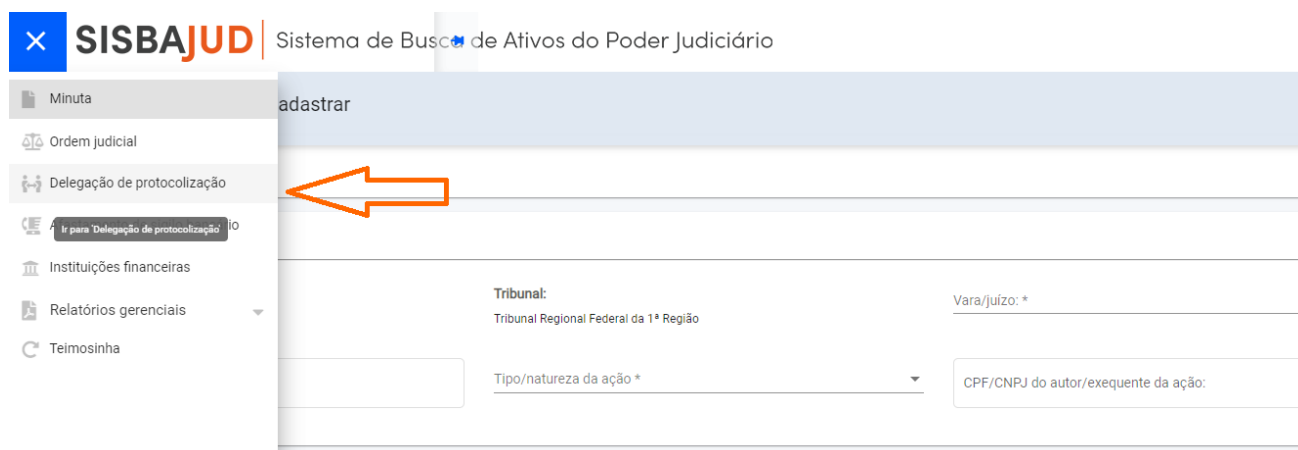 SISBAJUD Sistema de Busca de Ativos do Poder Judiciário
Minuta
adastrar
Ordem judicial
Delegação de protocolização
io
Ir para 'Delegação de protocolização'
Instituições financeiras
Relatórios gerenciais
Teimosinha
Tribunal:
Tribunal Regional Federal da 1ª Região
Vara/juízo: *
Tipo/natureza da ação *
CPF/CNPJ do autor/exequente da ação: